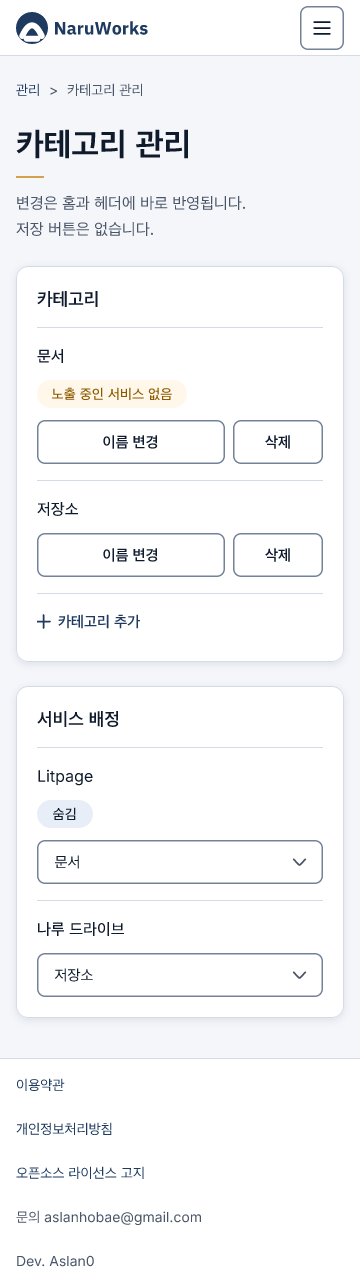 NaruWorks
관리 > 카테고리 관리
카테고리 관리
변경은 홈과 헤더에 바로 반영됩니다.
저장 버튼은 없습니다.
카테고리
문서
노출 중인 서비스 없음
이름 변경 삭제
저장소
이름 변경 삭제
+ 카테고리 추가
서비스 배정
Litpage
숨김
문서
나루 드라이브
저장소
이용약관
개인정보처리방침
오픈소스 라이선스 고지
문의 aslanhobae@gmail.com
Dev. Aslan0